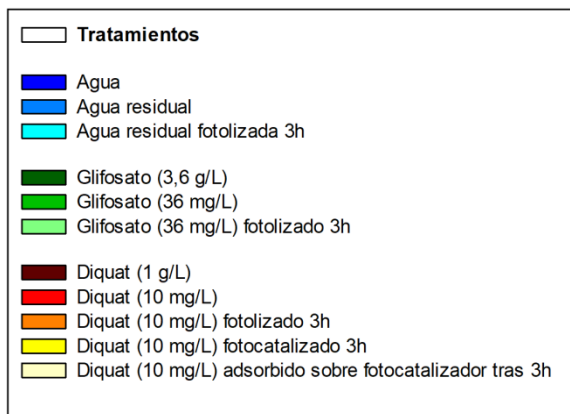 Tratamientos
Agua
Agua residual
Agua residual fotolizada 3h
Glifosato (3,6 g/L)
Glifosato (36 mg/L)
Glifosato (36 mg/L) fotolizado 3h
Diquat (1 g/L)
Diquat (10 mg/L)
Diquat (10 mg/L) fotolizado 3h
Diquat (10 mg/L) fotocatalizado 3h
Diquat (10 mg/L) adsorbido sobre fotocatalizador tras 3h